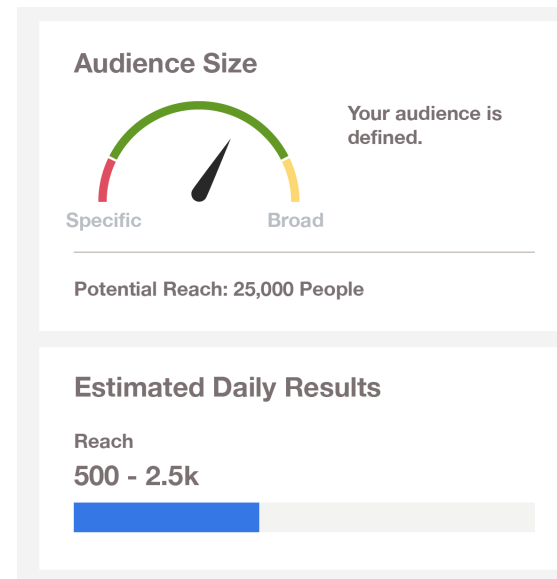 Audience Size
Your audience is
defined.
Specific
Broad
Potential Reach: 25,000 People
Estimated Daily Results
Reach
500 - 2.5k